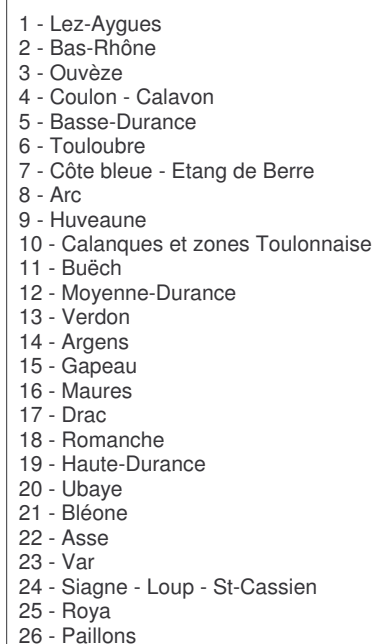 1 - Lez-Aygues
2 - Bas-Rhône
3 - Ouvèze
4 - Coulon - Calavon
5 - Basse-Durance
6 - Touloubre
7 - Côte bleue - Etang de Berre
8 - Arc
9 - Huveaune
10 - Calanques et zones Toulonnaise
11 - Buëch
12 - Moyenne-Durance
13 - Verdon
14 - Argens
15 - Gapeau
16 - Maures
17 - Drac
18 - Romanche
19 - Haute-Durance
20 - Ubaye
21 - Bléone
22 - Asse
23 - Var
24 - Siagne - Loup - St-Cassien
25 - Roya
26 - Paillons